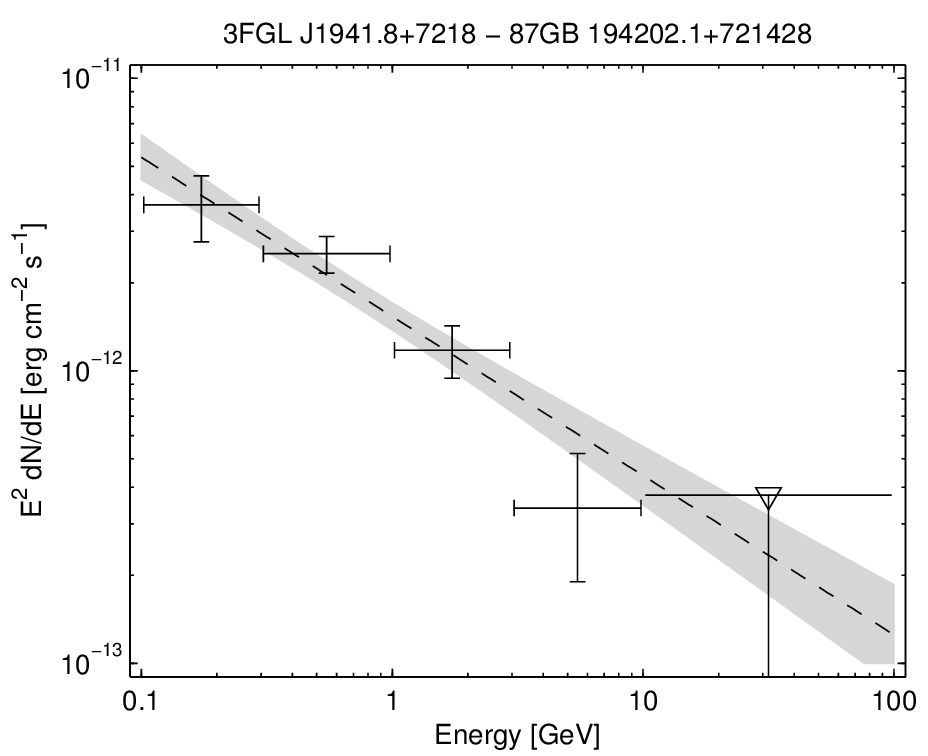 3FGL J1941.8+7218 − 87GB 194202.1+721428
10⁻¹¹
10⁻¹²
10⁻¹³
E² dN/dE [erg cm⁻² s⁻¹]
0.1 1 10 100
Energy [GeV]